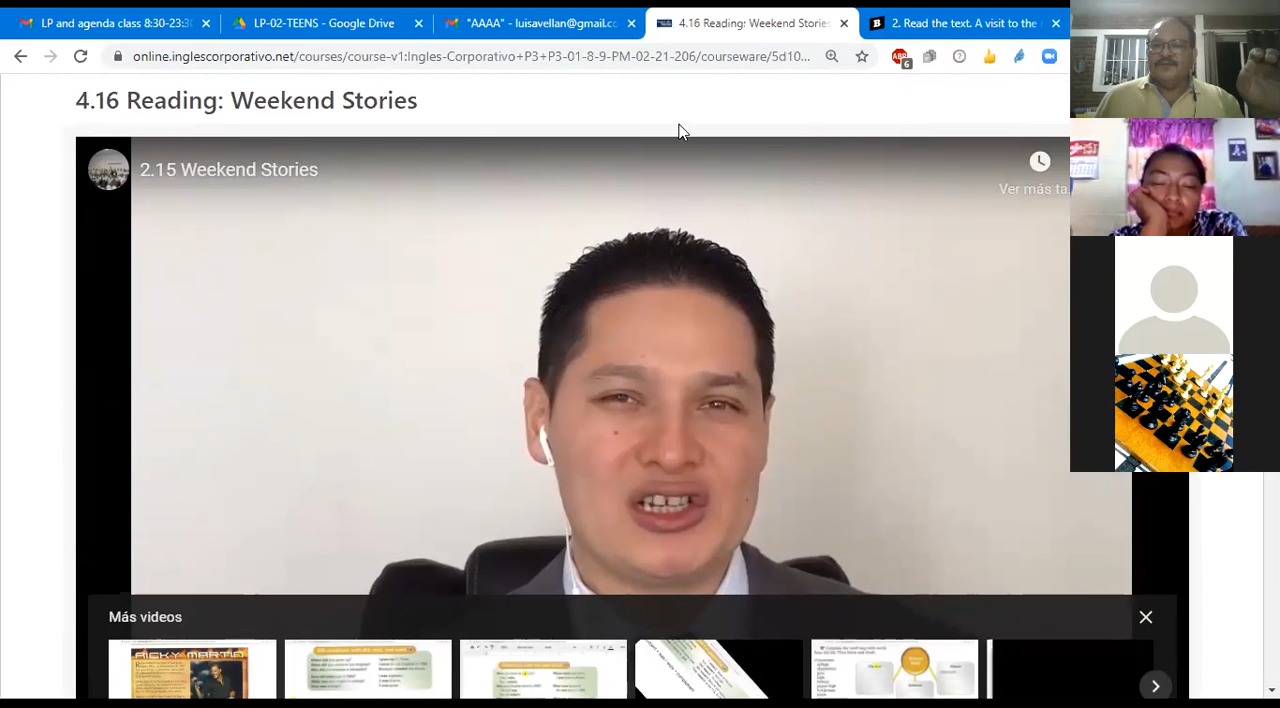 LP and agenda class 8:30-23:3
LP-02-TEENS - Google Drive
"AAAA" - luisavellan@gmail.c
4.16 Reading: Weekend Stories
2. Read the text. A visit to the
online.inglescorporativo.net/courses/course-v1:Ingles-Corporativo+P3+P3-01-8-9-PM-02-21-206/courseware/5d10...
ABP
6
4.16 Reading: Weekend Stories
2.15 Weekend Stories
Ver más ta
Más videos
RICKY MARTIN